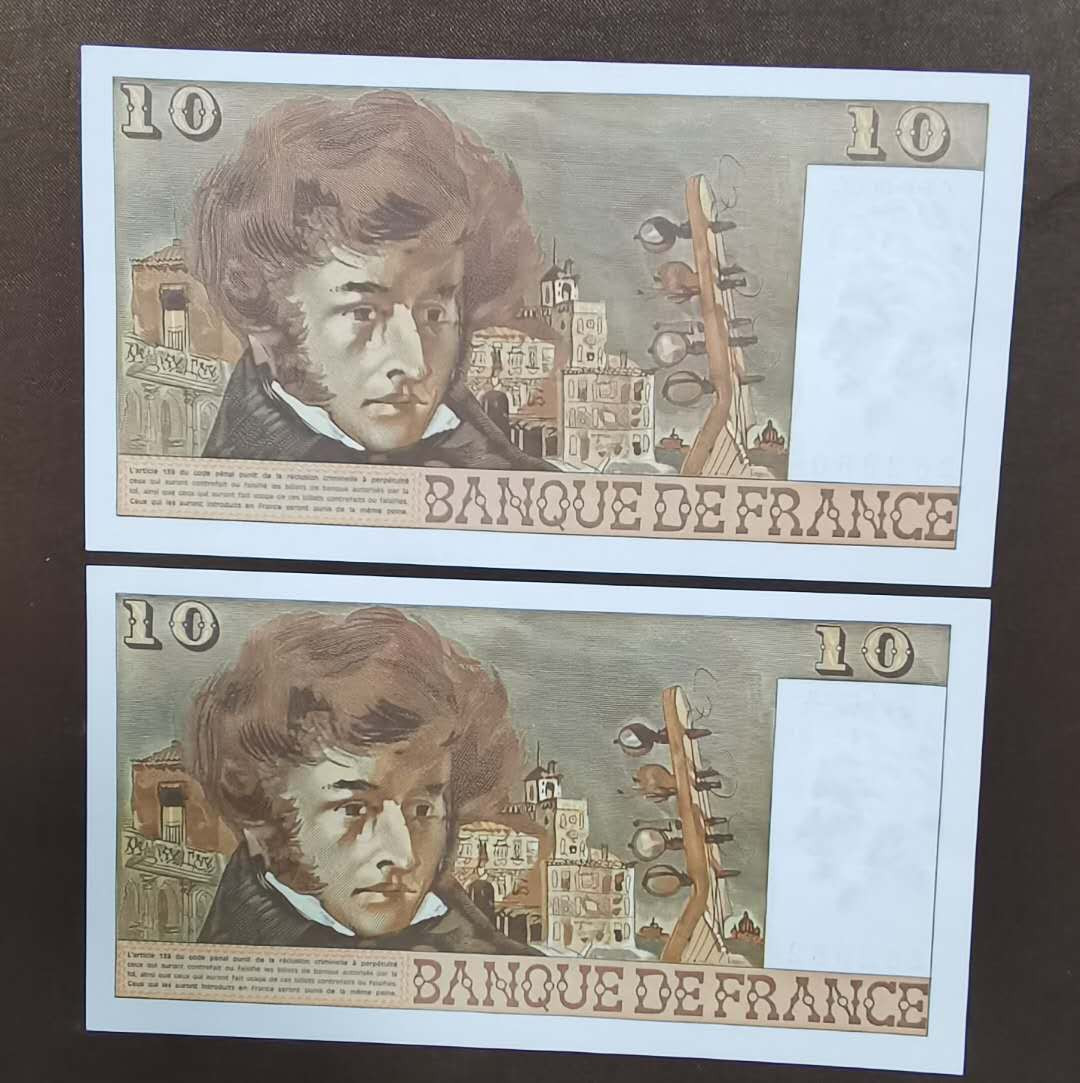 10 10
L'article 139 du code pénal punit de la réclusion criminelle à perpétuité
ceux qui auront contrefait ou falsifié les billets de banque autorisés par la
loi, ainsi que ceux qui auront fait usage de ces billets contrefaits ou falsifiés.
Ceux qui les auront introduits en France seront punis de la même peine.
BANQUE DE FRANCE
10 10
L'article 139 du code pénal punit de la réclusion criminelle à perpétuité
ceux qui auront contrefait ou falsifié les billets de banque autorisés par la
loi, ainsi que ceux qui auront fait usage de ces billets contrefaits ou falsifiés.
Ceux qui les auront introduits en France seront punis de la même peine.
BANQUE DE FRANCE